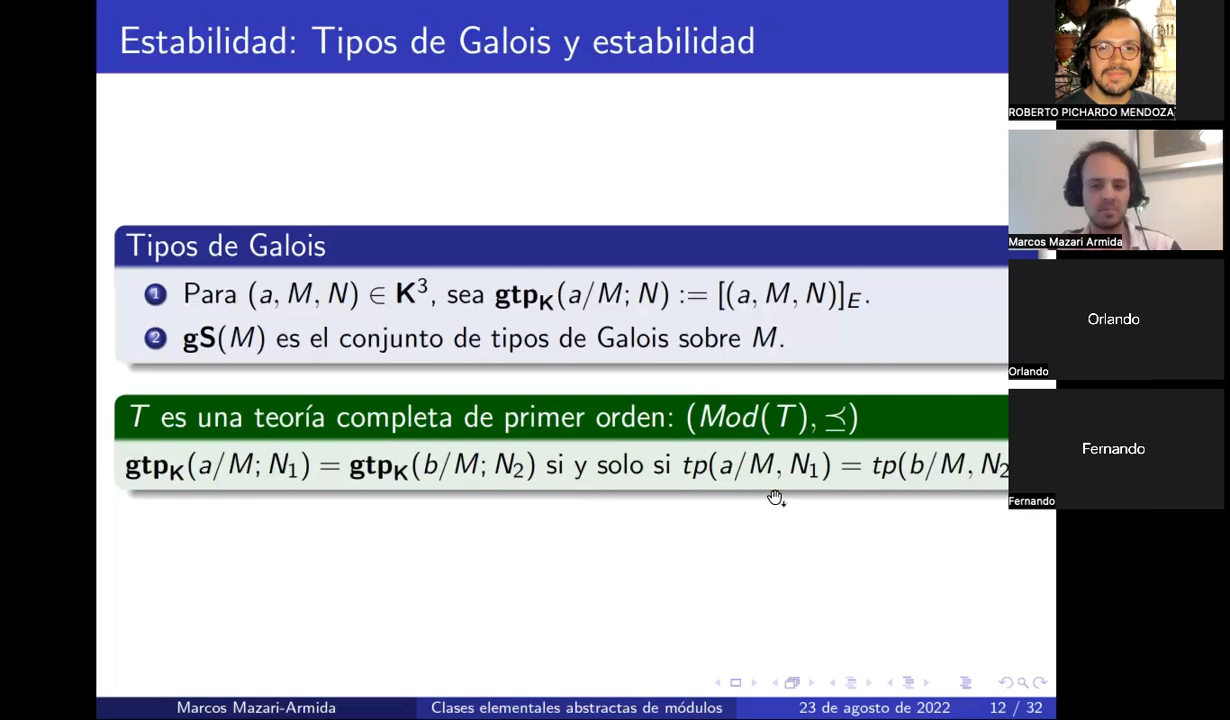 Estabilidad: Tipos de Galois y estabilidad
Tipos de Galois
1 Para (a, M, N) ∈ K³, sea gtp_K(a/M; N) := [(a, M, N)]_E.
2 gS(M) es el conjunto de tipos de Galois sobre M.
T es una teoría completa de primer orden: (Mod(T), ⪯)
gtp_K(a/M; N₁) = gtp_K(b/M; N₂) si y solo si tp(a/M, N₁) = tp(b/M, N₂
Marcos Mazari-Armida
Clases elementales abstractas de módulos
23 de agosto de 2022
12 / 32
ROBERTO PICHARDO MENDOZA
Marcos Mazari Armida
Orlando
Orlando
Fernando
Fernando